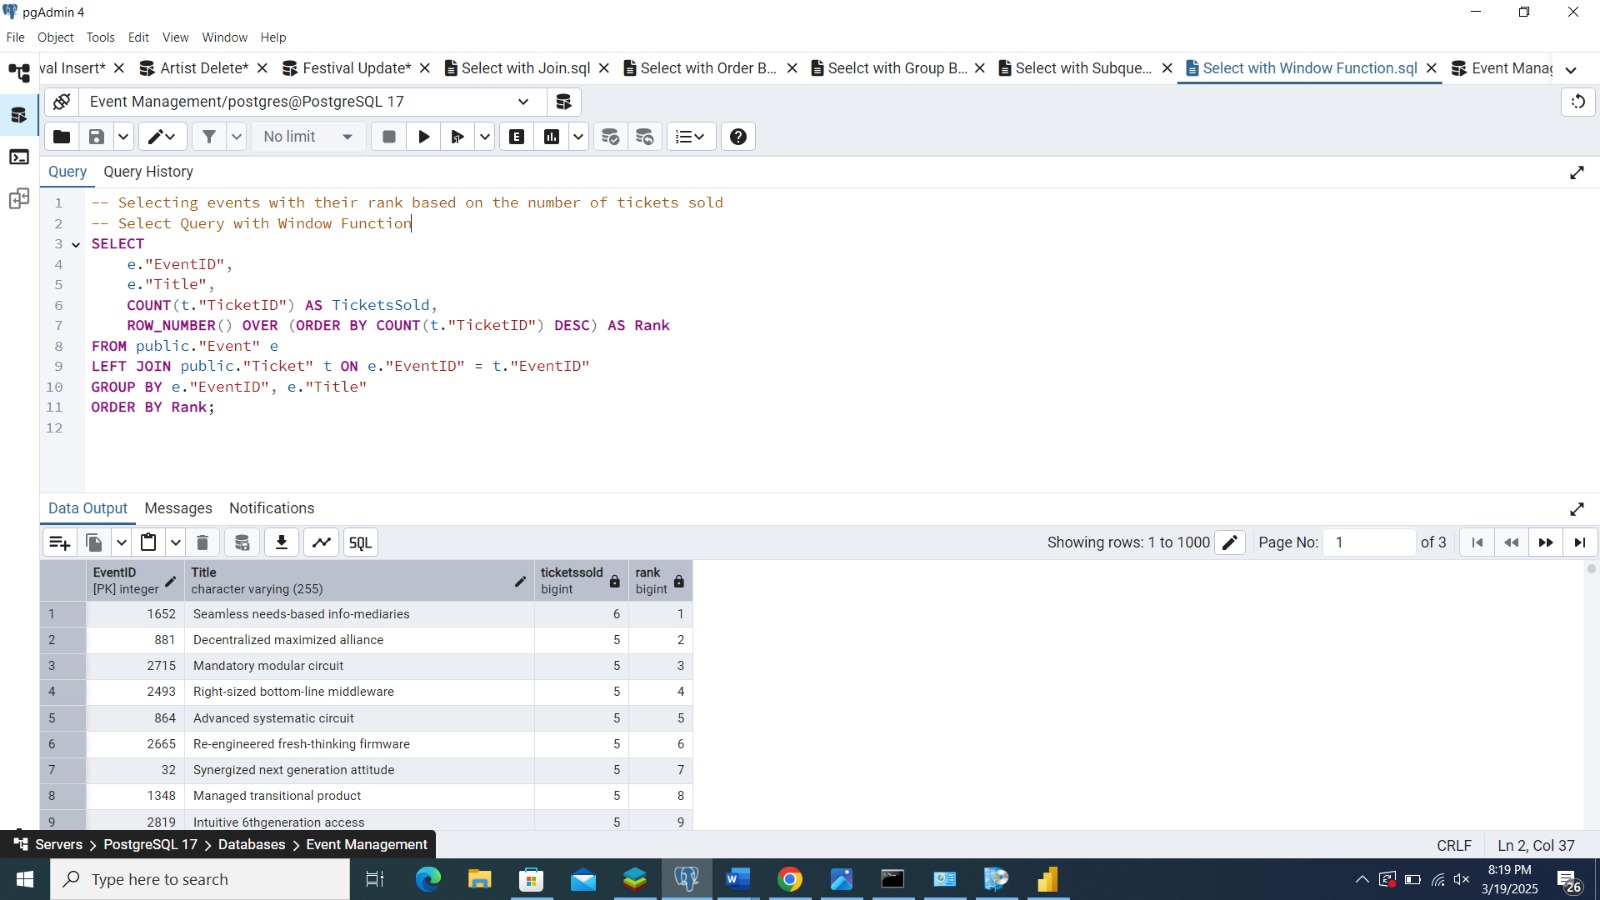 pgAdmin 4
File Object Tools Edit View Window Help
val Insert* Artist Delete* Festival Update* Select with Join.sql Select with Order B... Seelct with Group B... Select with Subque... Select with Window Function.sql Event Manag
Event Management/postgres@PostgreSQL 17
No limit E
Query Query History
1 -- Selecting events with their rank based on the number of tickets sold
2 -- Select Query with Window Function
3 SELECT
4 e."EventID",
5 e."Title",
6 COUNT(t."TicketID") AS TicketsSold,
7 ROW_NUMBER() OVER (ORDER BY COUNT(t."TicketID") DESC) AS Rank
8 FROM public."Event" e
9 LEFT JOIN public."Ticket" t ON e."EventID" = t."EventID"
10 GROUP BY e."EventID", e."Title"
11 ORDER BY Rank;
12
Data Output Messages Notifications
SQL Showing rows: 1 to 1000 Page No: 1 of 3
EventID Title ticketssold rank
[PK] integer character varying (255) bigint bigint
1 1652 Seamless needs-based info-mediaries 6 1
2 881 Decentralized maximized alliance 5 2
3 2715 Mandatory modular circuit 5 3
4 2493 Right-sized bottom-line middleware 5 4
5 864 Advanced systematic circuit 5 5
6 2665 Re-engineered fresh-thinking firmware 5 6
7 32 Synergized next generation attitude 5 7
8 1348 Managed transitional product 5 8
9 2819 Intuitive 6thgeneration access 5 9
Servers > PostgreSQL 17 > Databases > Event Management CRLF Ln 2, Col 37
Type here to search
8:19 PM
3/19/2025
26